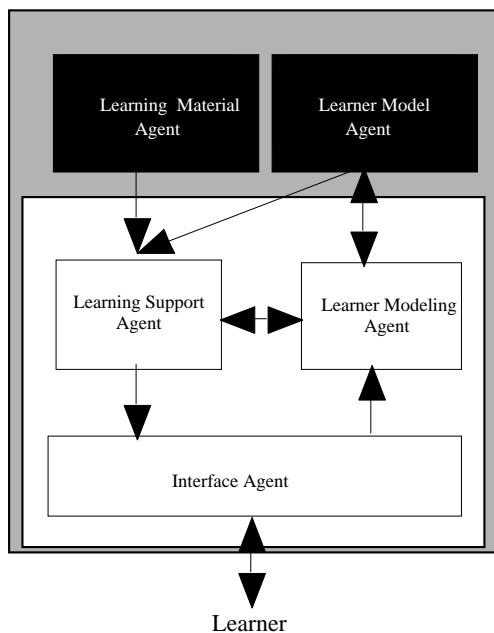 Learning Material
Agent
Learner Model
Agent
Learning Support
Agent
Learner Modeling
Agent
Interface Agent
Learner